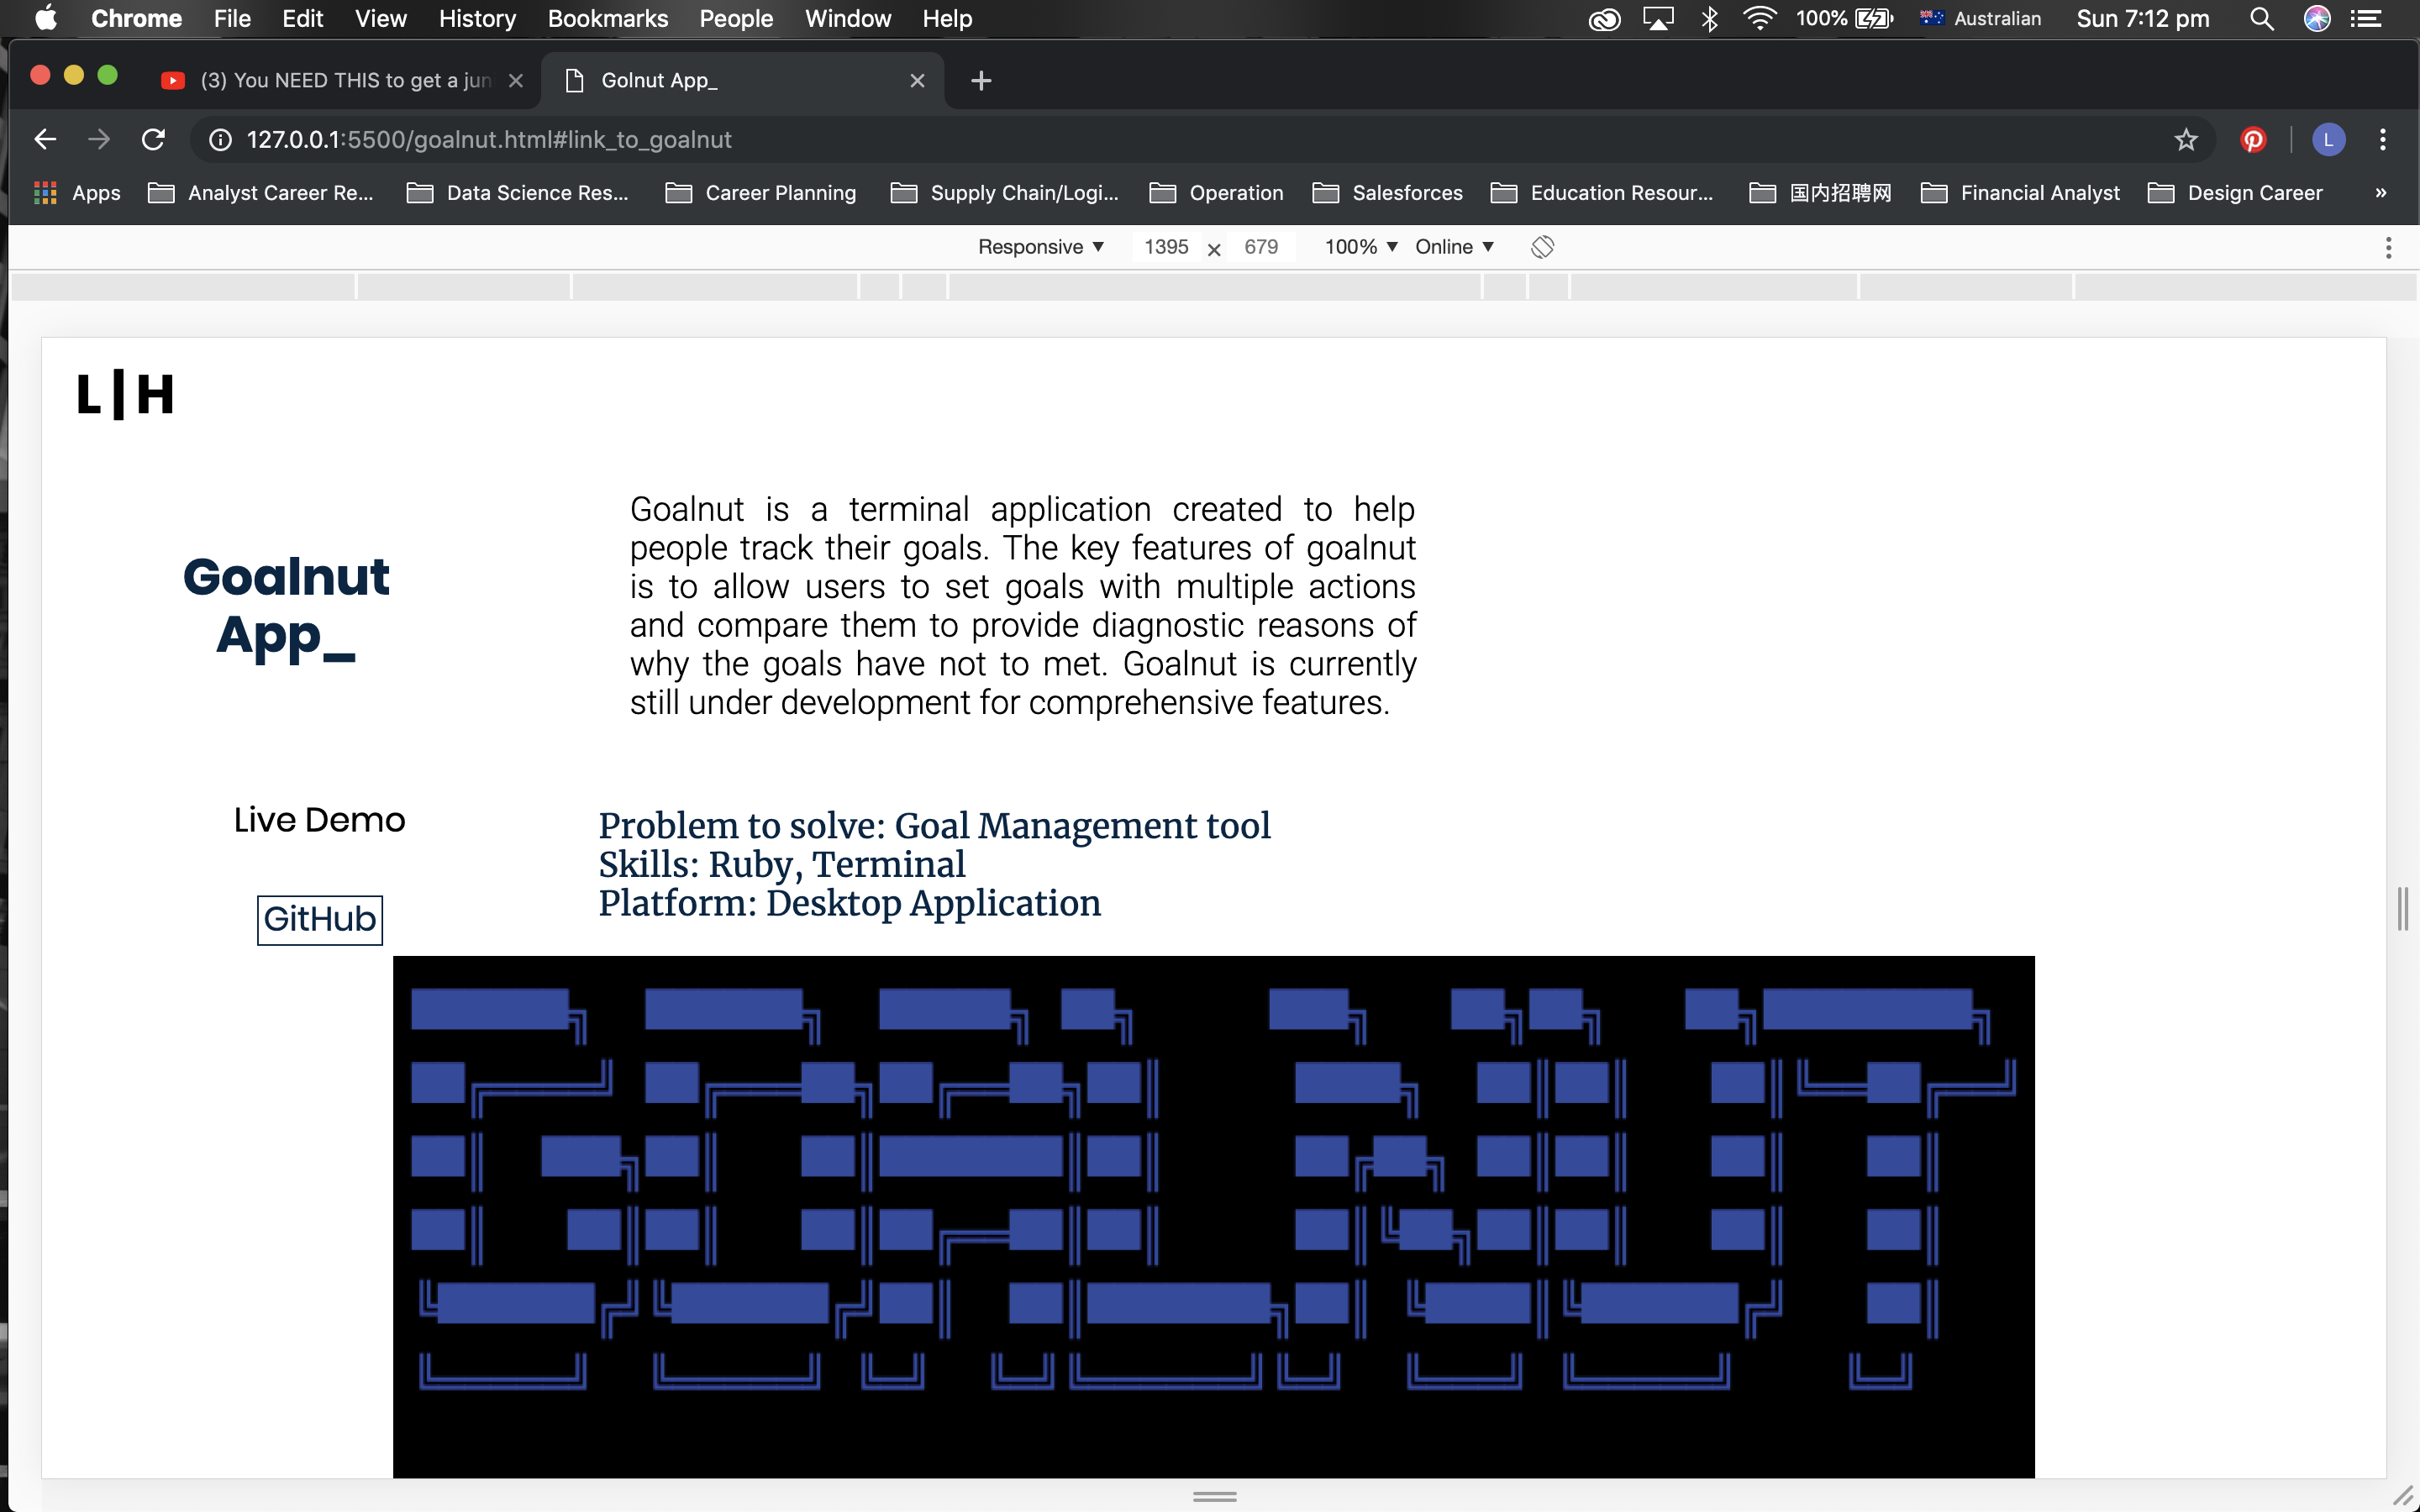 Chrome File Edit View History Bookmarks People Window Help 100% Australian Sun 7:12 pm
(3) You NEED THIS to get a jun Golnut App_
127.0.0.1:5500/goalnut.html#link_to_goalnut L
Apps Analyst Career Re... Data Science Res... Career Planning Supply Chain/Logi... Operation Salesforces Education Resour... 国内招聘网 Financial Analyst Design Career »
Responsive 1395 × 679 100% Online
L|H
Goalnut
App_
Goalnut is a terminal application created to help
people track their goals. The key features of goalnut
is to allow users to set goals with multiple actions
and compare them to provide diagnostic reasons of
why the goals have not to met. Goalnut is currently
still under development for comprehensive features.
Live Demo
GitHub
Problem to solve: Goal Management tool
Skills: Ruby, Terminal
Platform: Desktop Application
GOALNUT